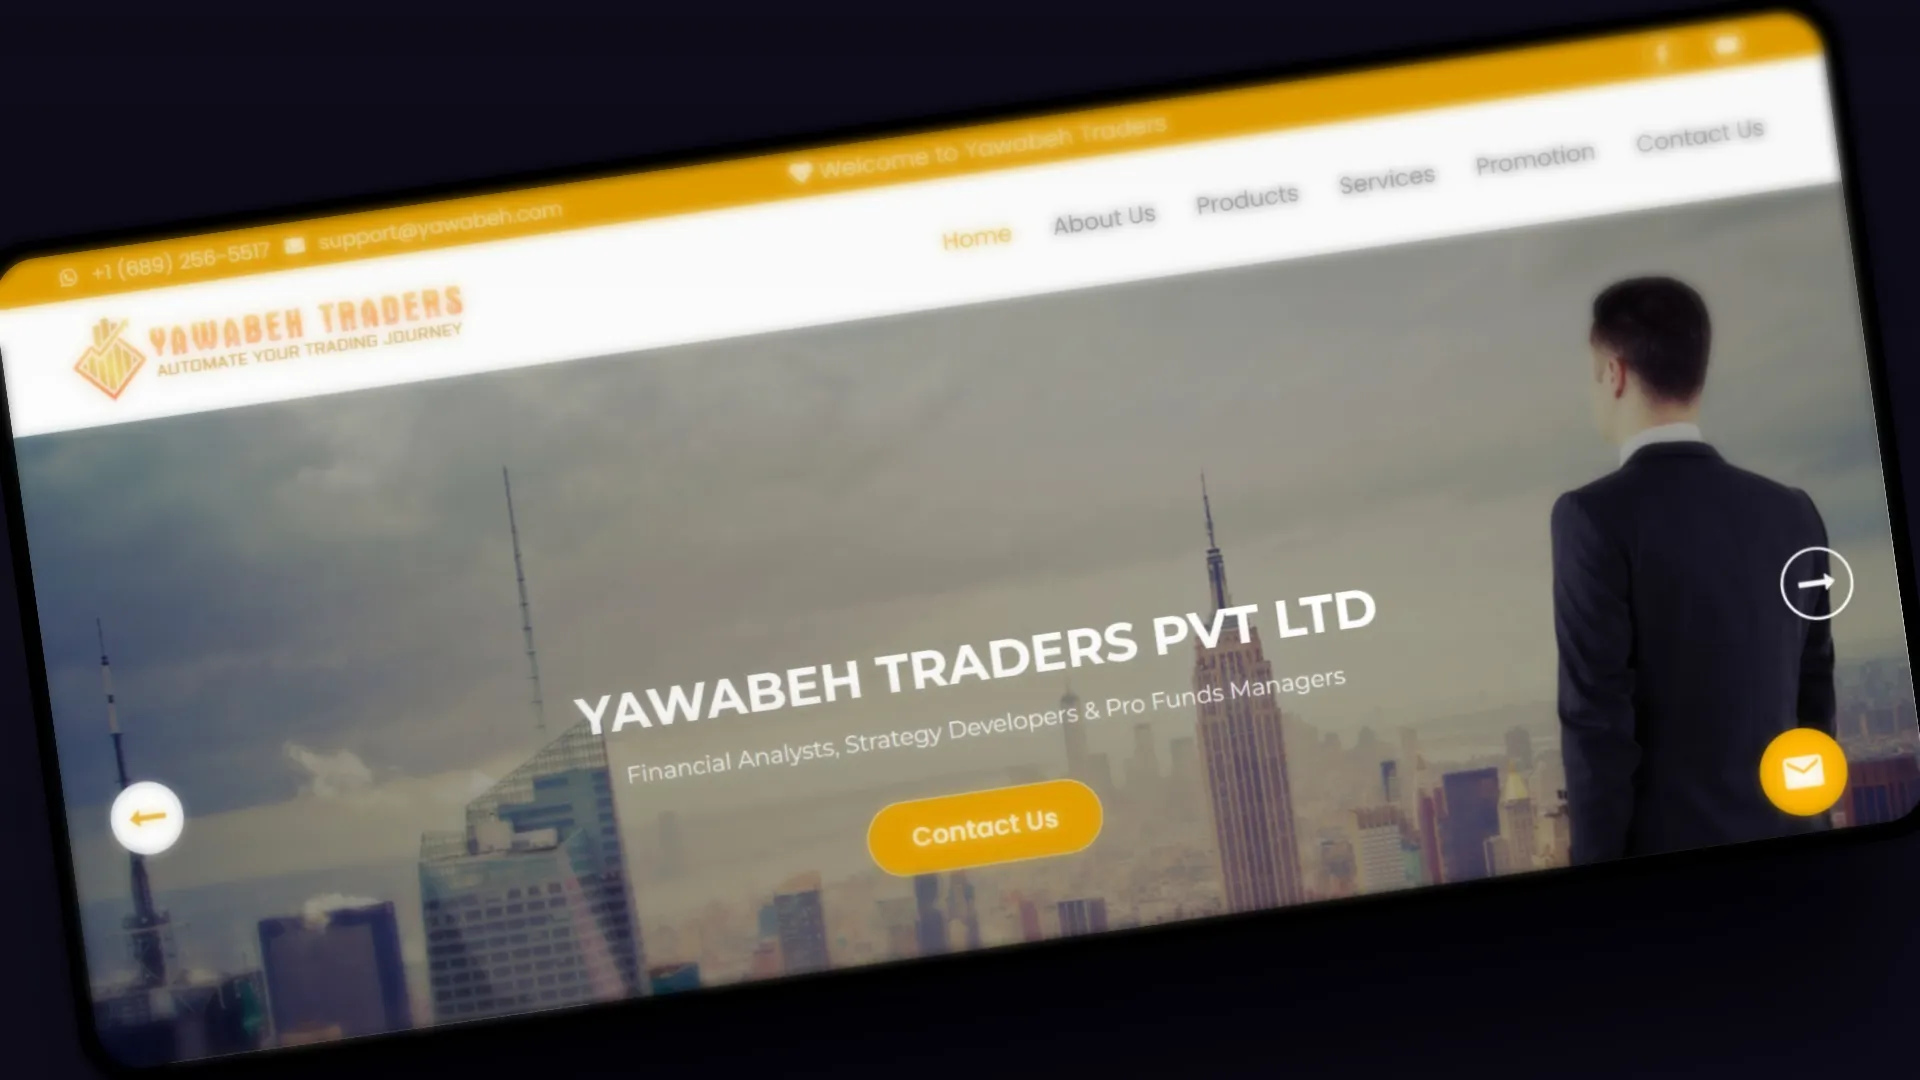 +1 (689) 256-5517 support@yawabeh.com
Welcome to Yawabeh Traders
YAWABEH TRADERS
AUTOMATE YOUR TRADING JOURNEY
Home About Us Products Services Promotion Contact Us
YAWABEH TRADERS PVT LTD
Financial Analysts, Strategy Developers & Pro Funds Managers
Contact Us